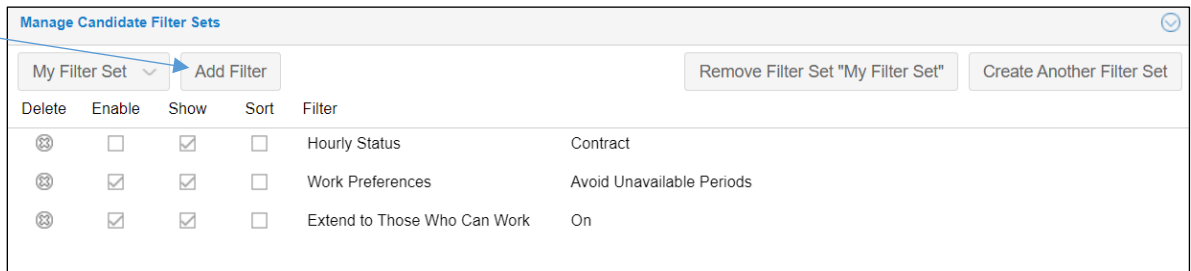 Manage Candidate Filter Sets
My Filter Set Add Filter Remove Filter Set "My Filter Set" Create Another Filter Set
Delete Enable Show Sort Filter
Hourly Status Contract
Work Preferences Avoid Unavailable Periods
Extend to Those Who Can Work On